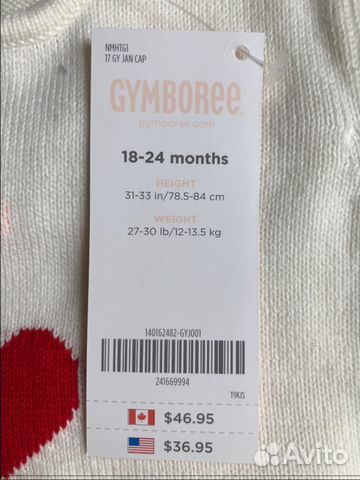 NMHTG1
17 GY JAN CAP
GYMBOREE®
gymboree.com
18-24 months
HEIGHT
31-33 in/78.5-84 cm
WEIGHT
27-30 lb/12-13.5 kg
140162482-GYJ001
241669994
T9KJS
$46.95
$36.95
Avito